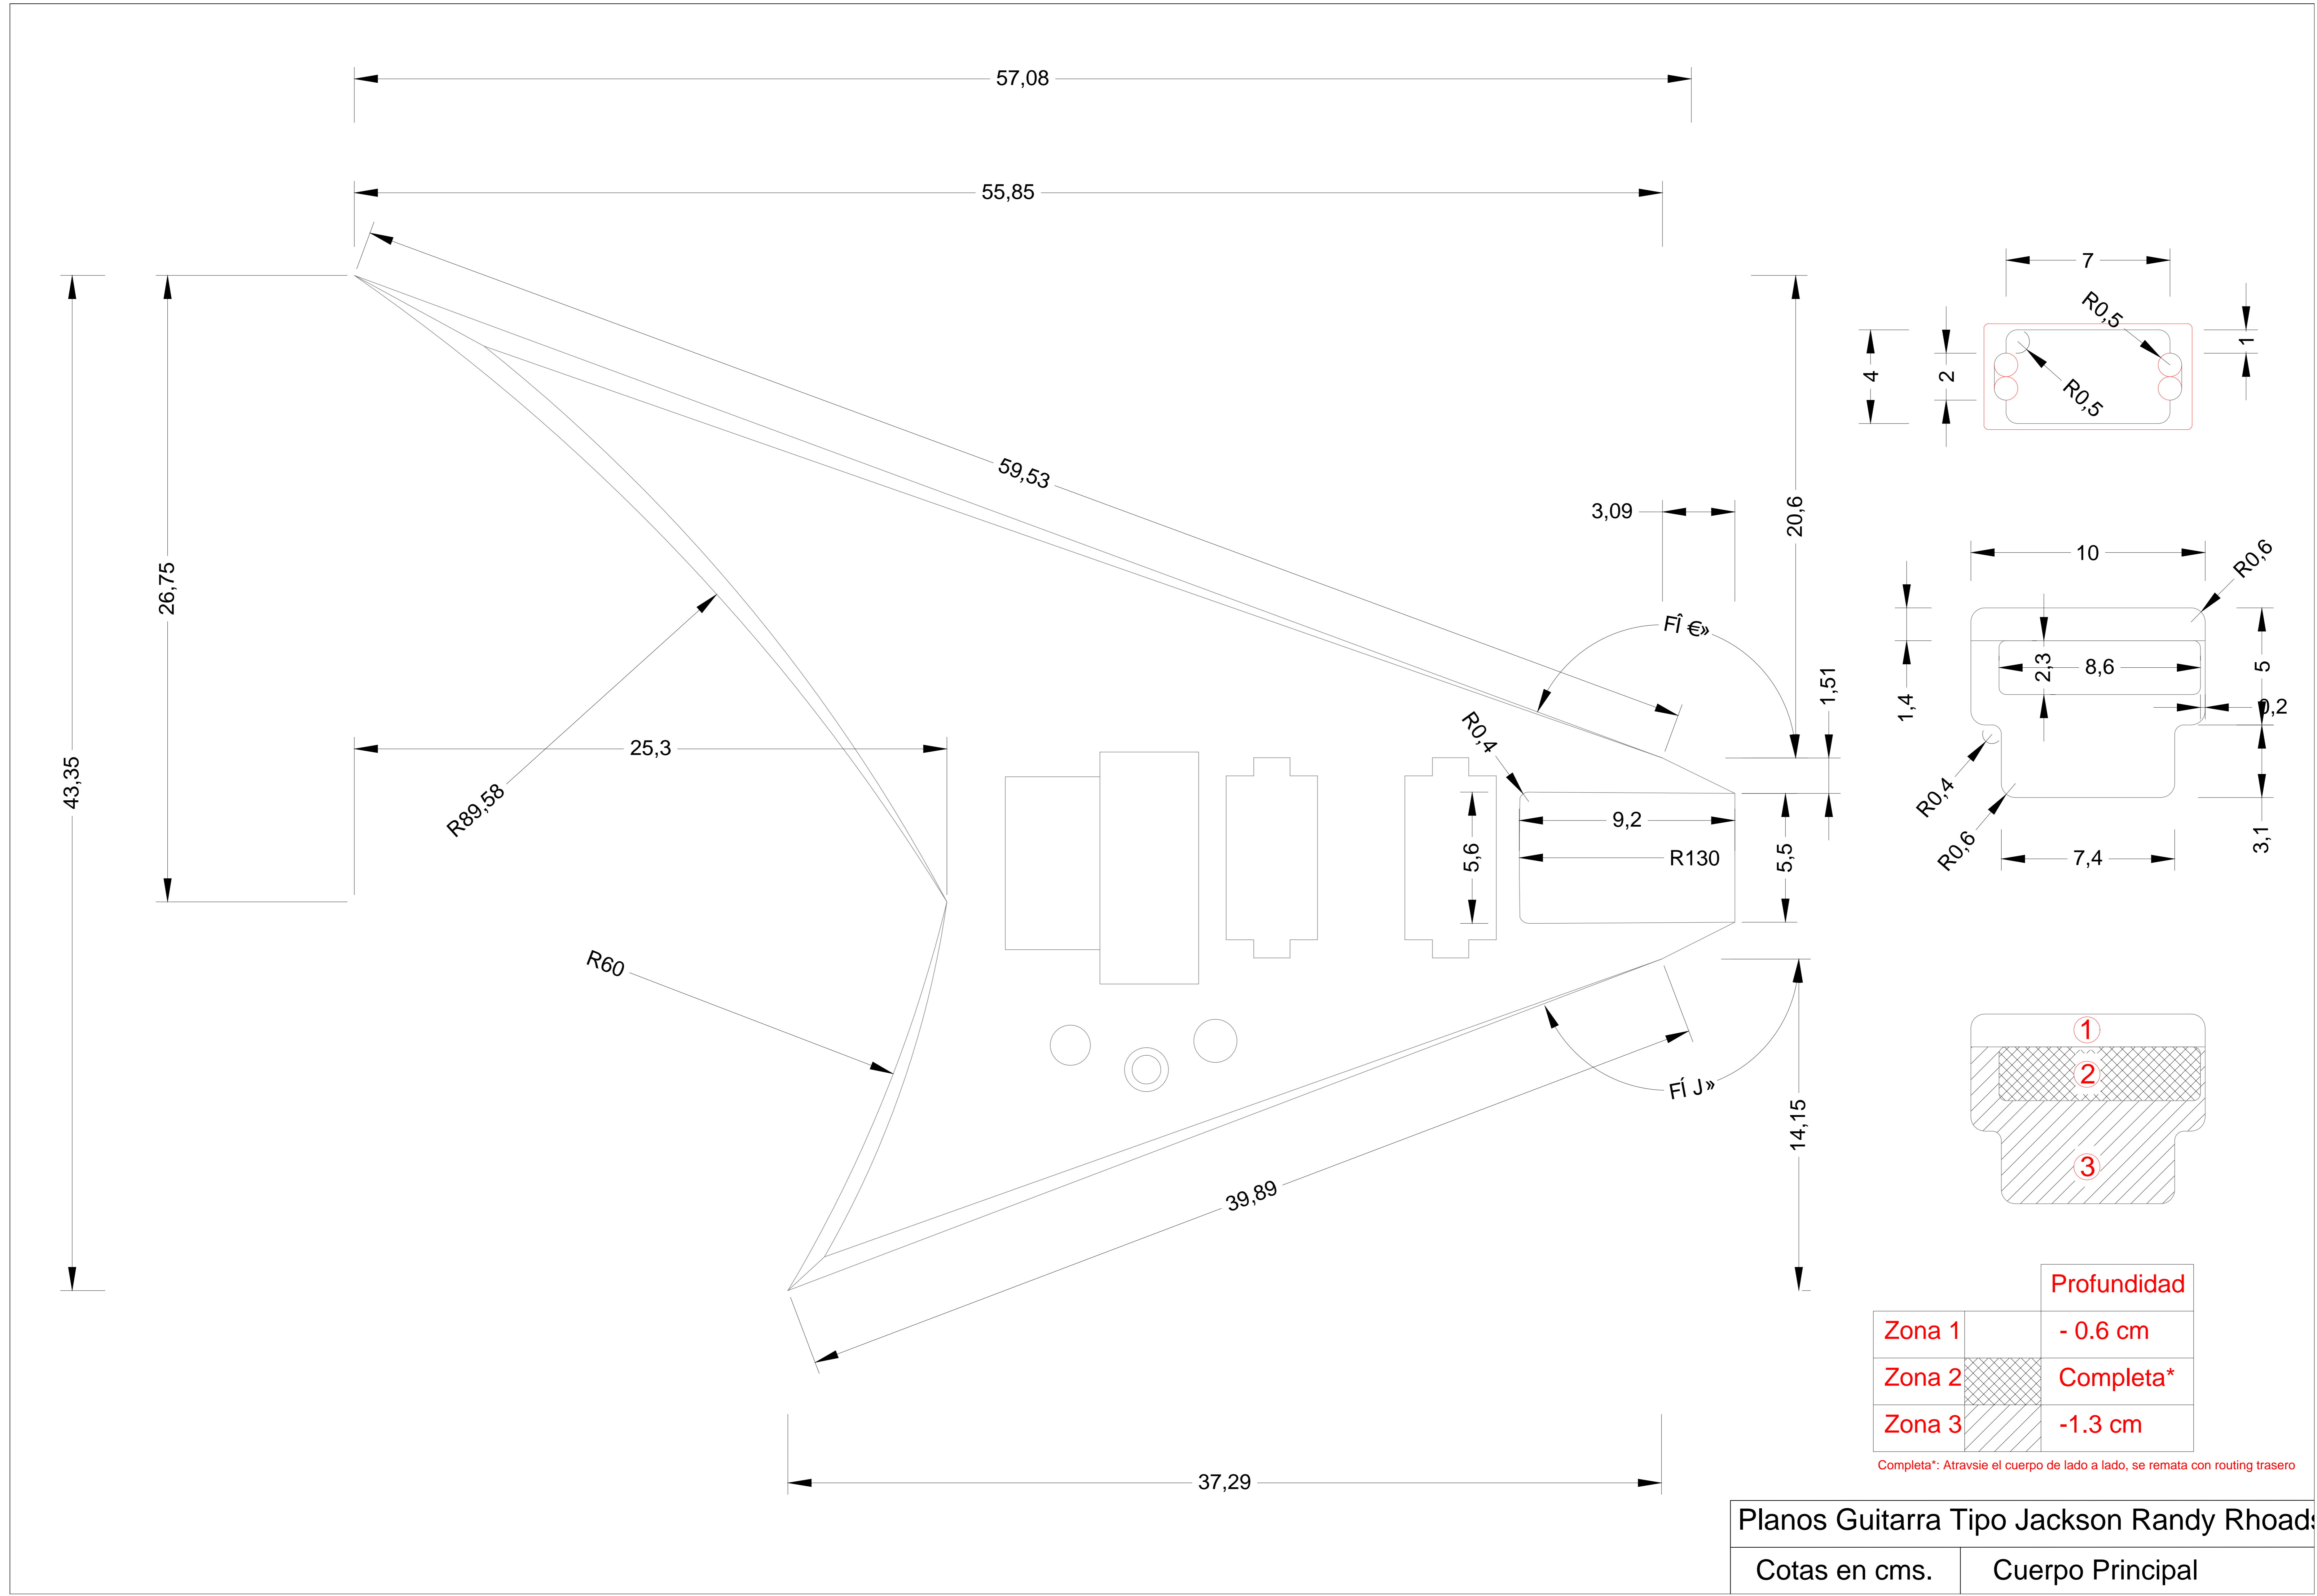 57,08
55,85
59,53
26,75
43,35
25,3
R89,58
R60
3,09
20,6
FÎ €»
1,51
R0,4
9,2
5,6
R130
5,5
FÍ J»
14,15
39,89
37,29
7
R0,5
1
4
2
R0,5
10
R0,6
1,4
2,3
8,6
5
0,2
R0,4
R0,6
7,4
3,1
1
2
3
Profundidad
Zona 1 - 0.6 cm
Zona 2 Completa*
Zona 3 -1.3 cm
Completa*: Atravsie el cuerpo de lado a lado, se remata con routing trasero
Planos Guitarra Tipo Jackson Randy Rhoads
Cotas en cms. Cuerpo Principal